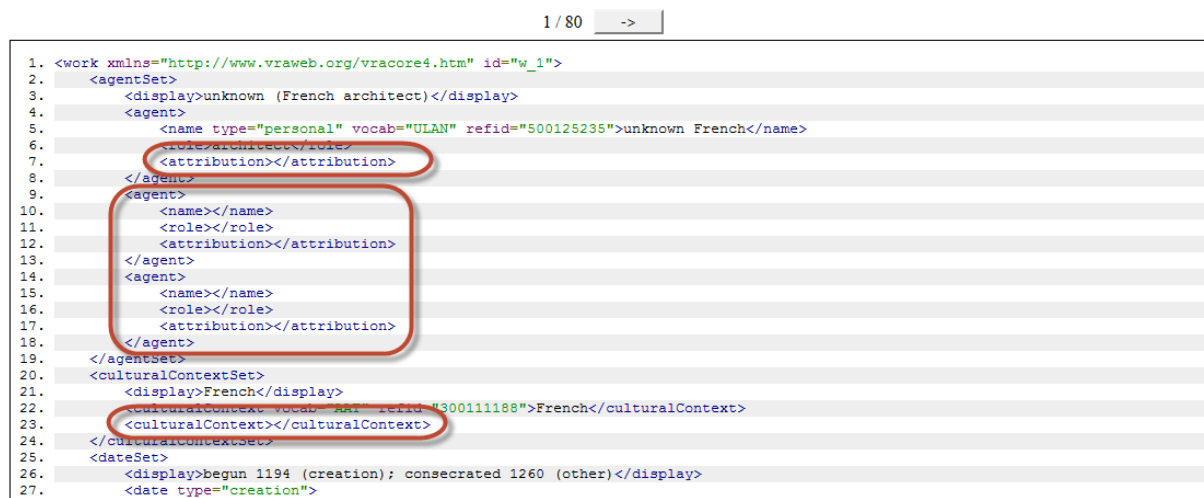 1 / 80 ->
1. <work xmlns="http://www.vraweb.org/vracore4.htm" id="w_1">
2. <agentSet>
3. <display>unknown (French architect)</display>
4. <agent>
5. <name type="personal" vocab="ULAN" refid="500125235">unknown French</name>
6. <role>architect</role>
7. <attribution></attribution>
8. </agent>
9. <agent>
10. <name></name>
11. <role></role>
12. <attribution></attribution>
13. </agent>
14. <agent>
15. <name></name>
16. <role></role>
17. <attribution></attribution>
18. </agent>
19. </agentSet>
20. <culturalContextSet>
21. <display>French</display>
22. <culturalContext vocab="AAT" refid="300111188">French</culturalContext>
23. <culturalContext></culturalContext>
24. </culturalContextSet>
25. <dateSet>
26. <display>begun 1194 (creation); consecrated 1260 (other)</display>
27. <date type="creation">